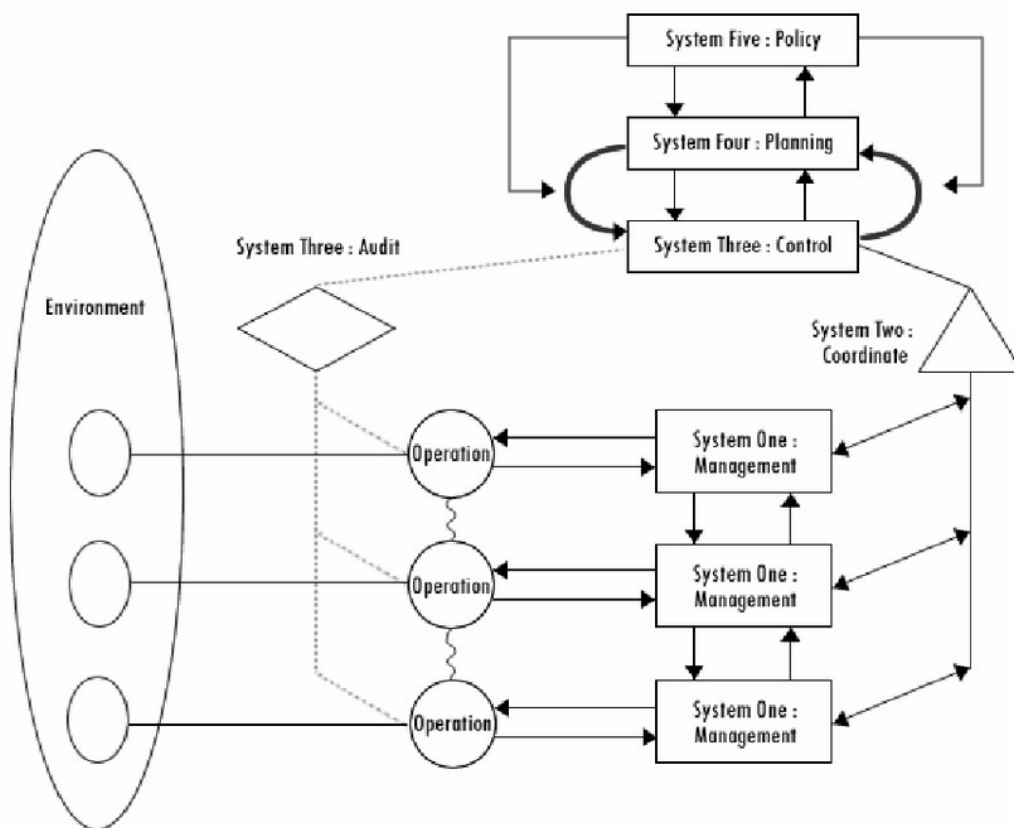 System Five : Policy
System Four : Planning
System Three : Control
System Three : Audit
Environment
System Two :
Coordinate
Operation
System One :
Management
Operation
System One :
Management
Operation
System One :
Management